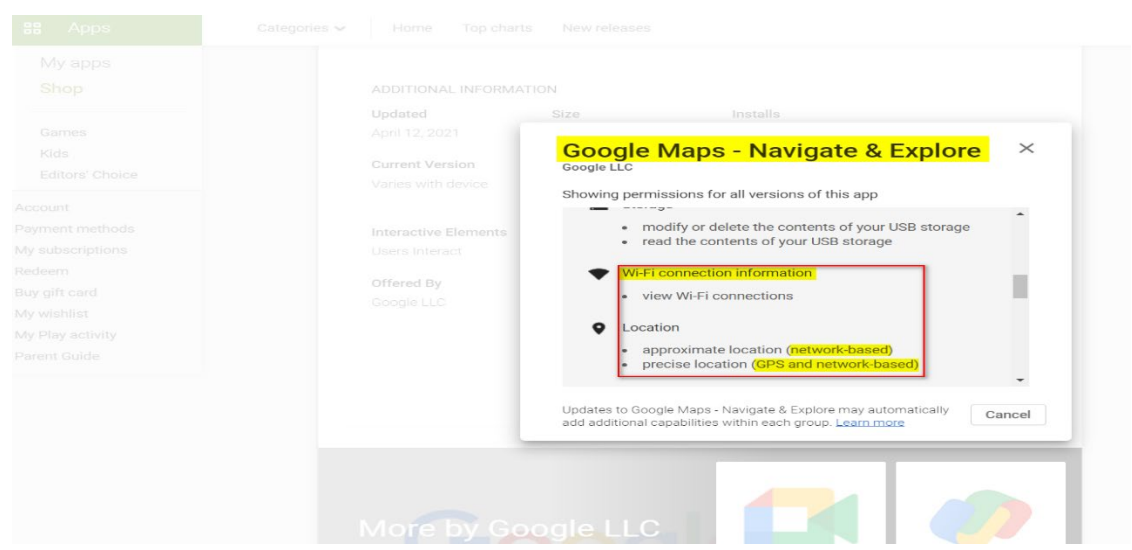 Apps
Categories
Home
Top charts
New releases
My apps
Shop
Games
Kids
Editors' Choice
Account
Payment methods
My subscriptions
Redeem
Buy gift card
My wishlist
My Play activity
Parent Guide
ADDITIONAL INFORMATION
Updated
April 12, 2021
Size
Installs
Current Version
Varies with device
Interactive Elements
Users Interact
Offered By
Google LLC
Google Maps - Navigate & Explore
Google LLC
Showing permissions for all versions of this app
Storage
• modify or delete the contents of your USB storage
• read the contents of your USB storage
Wi-Fi connection information
• view Wi-Fi connections
Location
• approximate location (network-based)
• precise location (GPS and network-based)
Updates to Google Maps - Navigate & Explore may automatically
add additional capabilities within each group. Learn more
Cancel
More by Google LLC